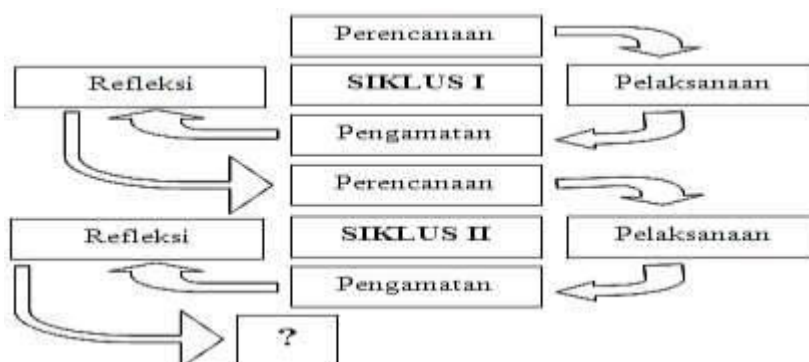 Perencanaan
Refleksi
SIKLUS I
Pelaksanaan
Pengamatan
Perencanaan
Refleksi
SIKLUS II
Pelaksanaan
Pengamatan
?